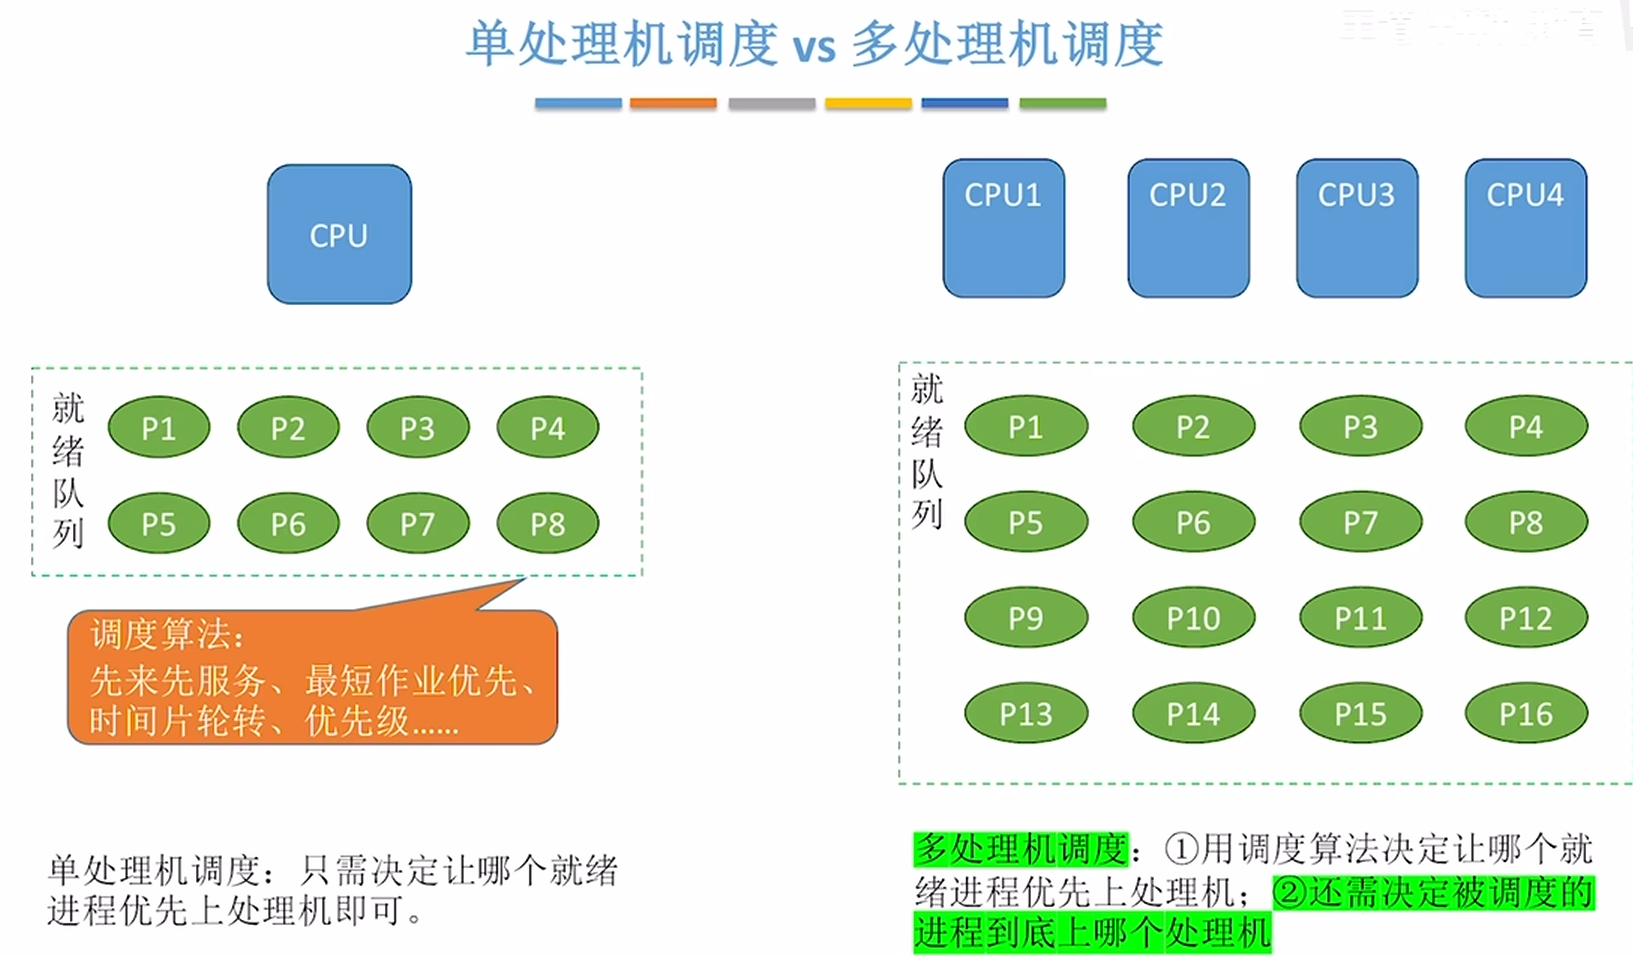 单处理机调度 vs 多处理机调度
CPU
就绪队列
P1 P2 P3 P4
P5 P6 P7 P8
调度算法：
先来先服务、最短作业优先、
时间片轮转、优先级……
单处理机调度：只需决定让哪个就绪
进程优先上处理机即可。
CPU1 CPU2 CPU3 CPU4
就绪队列
P1 P2 P3 P4
P5 P6 P7 P8
P9 P10 P11 P12
P13 P14 P15 P16
多处理机调度：①用调度算法决定让哪个就
绪进程优先上处理机；②还需决定被调度的
进程到底上哪个处理机